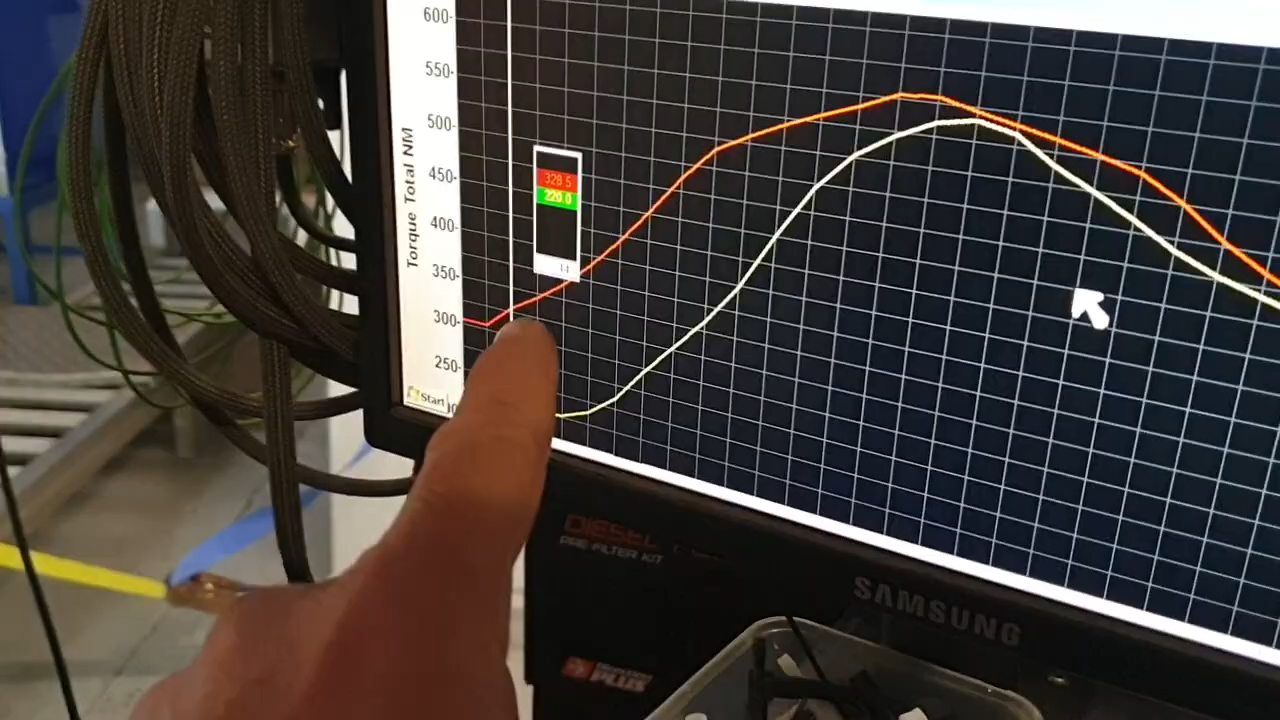 600-
550-
500-
450-
400-
350-
300-
250-
Torque Total NM
328.5
220.0
Start
DIESEL
PRE-FILTER KIT
SAMSUNG
PLUS